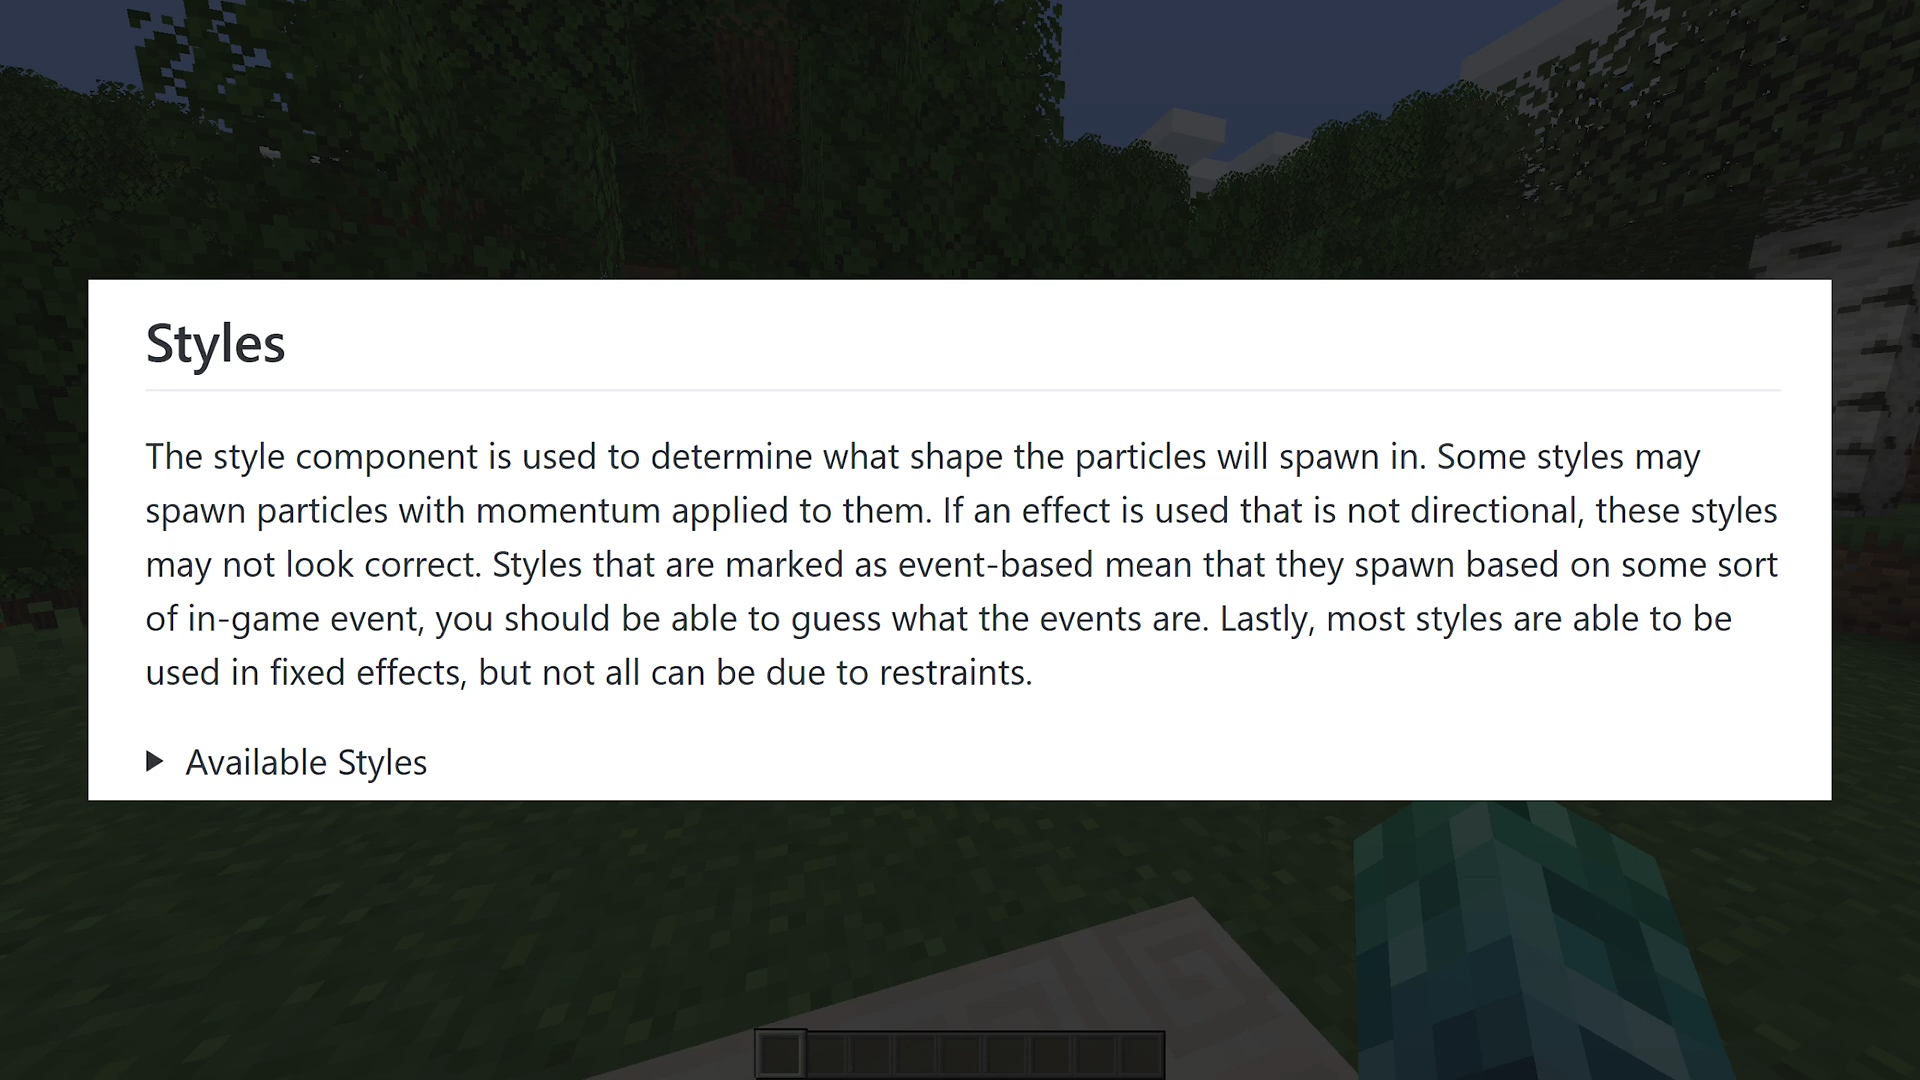 Styles
The style component is used to determine what shape the particles will spawn in. Some styles may
spawn particles with momentum applied to them. If an effect is used that is not directional, these styles
may not look correct. Styles that are marked as event-based mean that they spawn based on some sort
of in-game event, you should be able to guess what the events are. Lastly, most styles are able to be
used in fixed effects, but not all can be due to restraints.
Available Styles